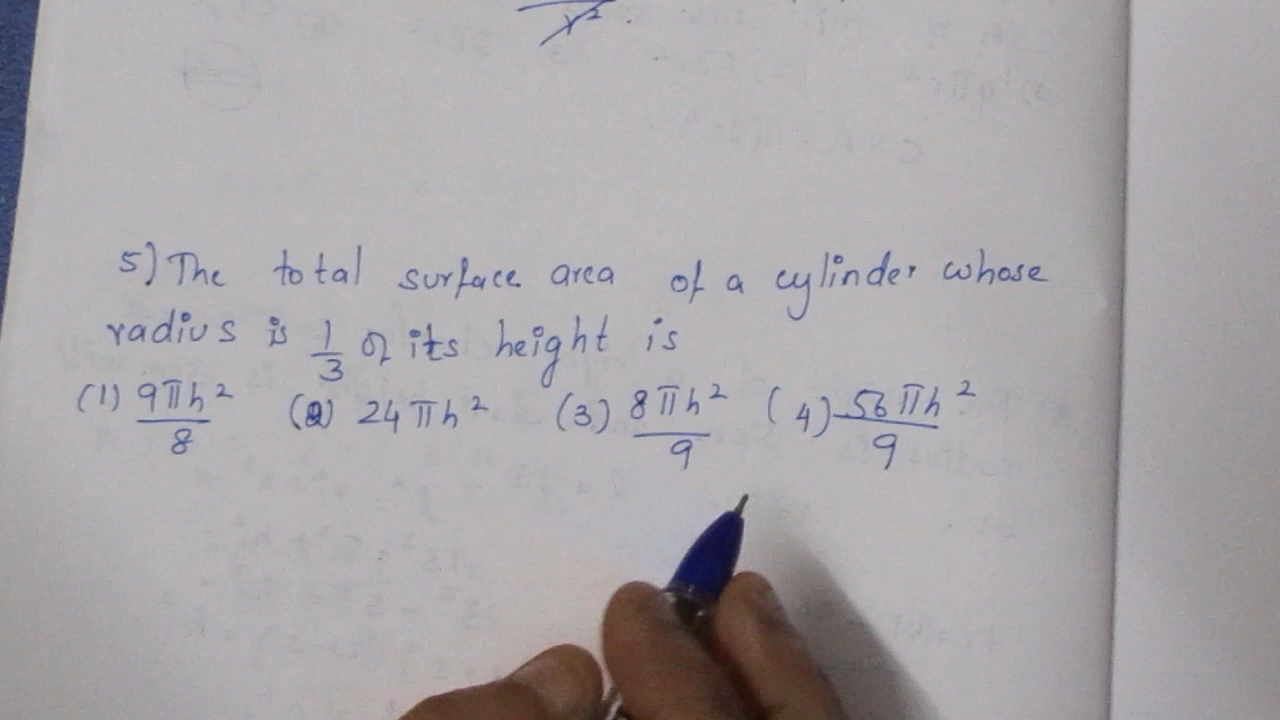 x²
5) The total surface area of a cylinder whose
radius is 1/3 of its height is
(1) 9πh²/8 (2) 24πh² (3) 8πh²/9 (4) 56πh²/9